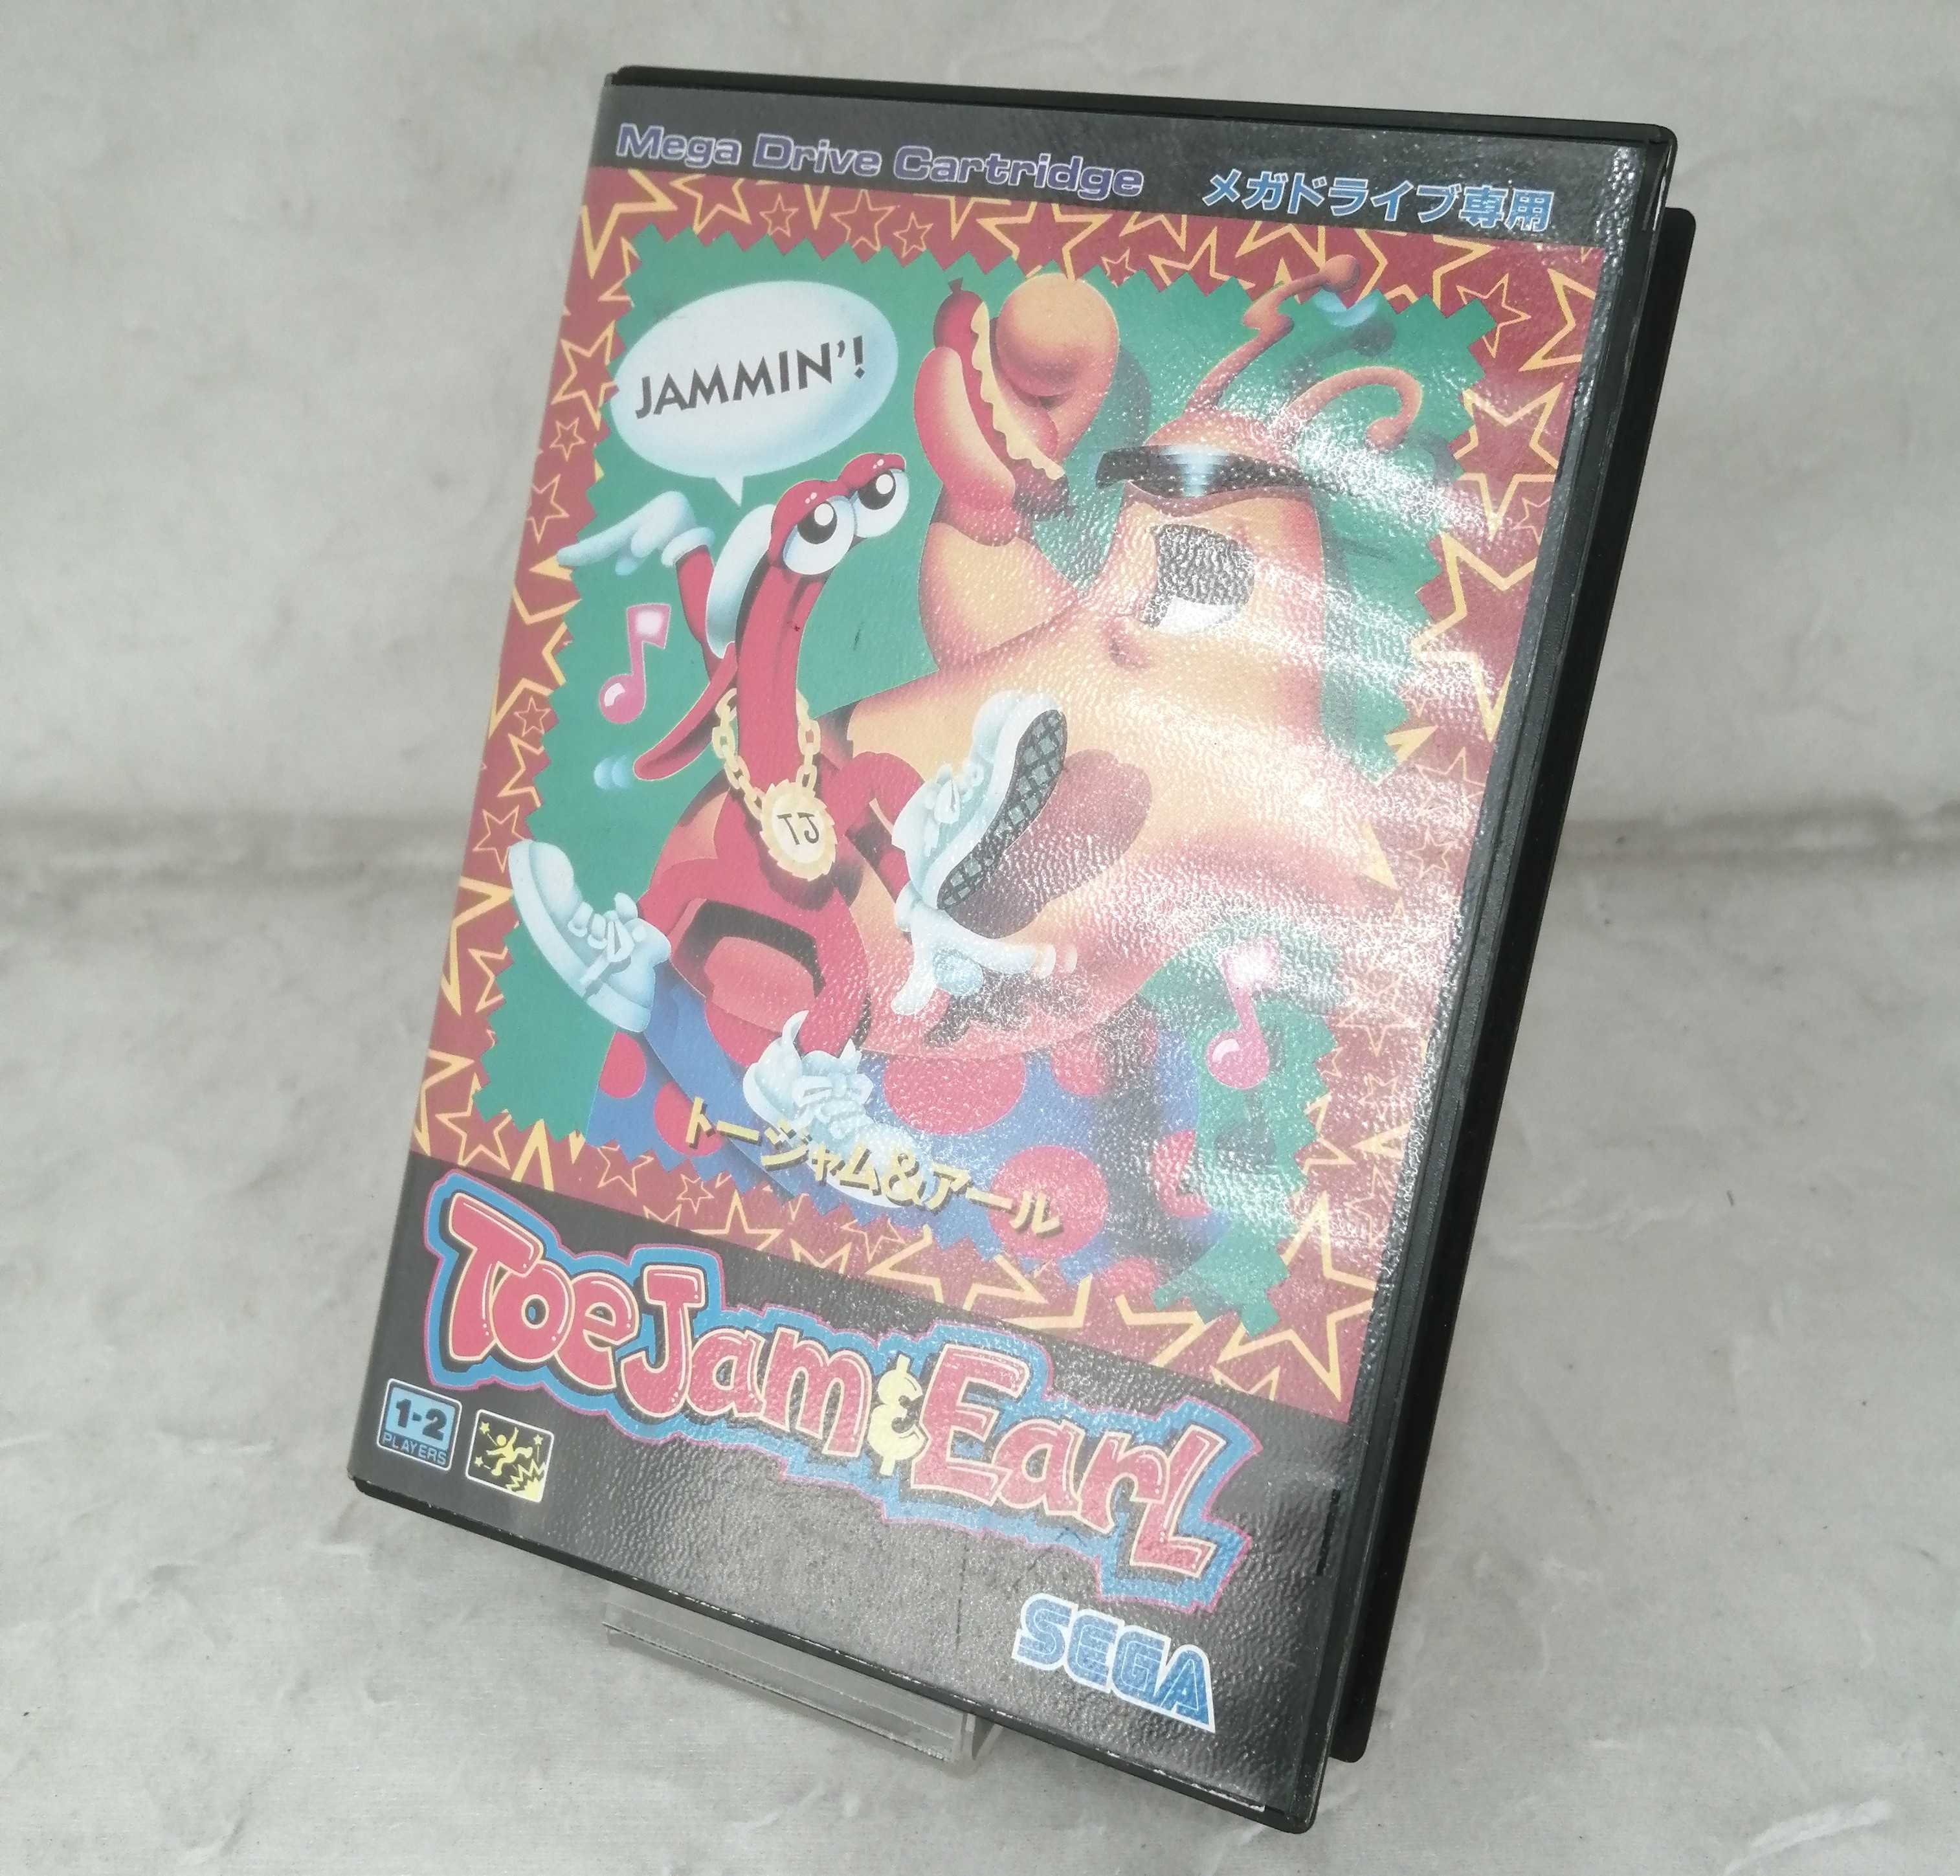 Mega Drive Cartridge メガドライブ専用
JAMMIN'!
TJ
トージャム&アール
ToeJam & Earl
1-2
PLAYERS
SEGA